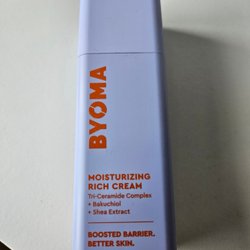 BYOMA
MOISTURIZING
RICH CREAM
Tri-Ceramide Complex
+ Bakuchiol
+ Shea Extract
BOOSTED BARRIER.
BETTER SKIN.